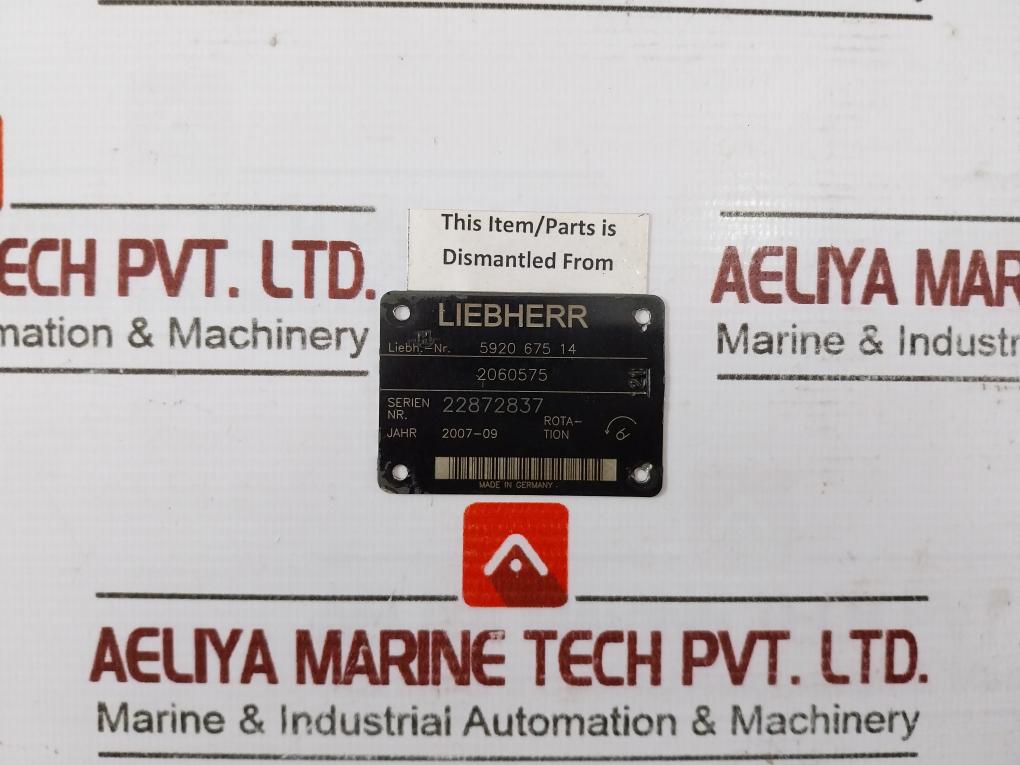 ECH PVT. LTD.
mation & Machinery
This Item/Parts is
Dismantled From
AELIYA MAR
Marine & Industr
LIEBHERR
Liebh.-Nr. 5920 675 14
2060575
121
SERIEN NR. 22872837
JAHR 2007-09 ROTA-
TION
MADE IN GERMANY
AELIYA MARINE TECH PVT. LTD.
Marine & Industrial Automation & Machinery